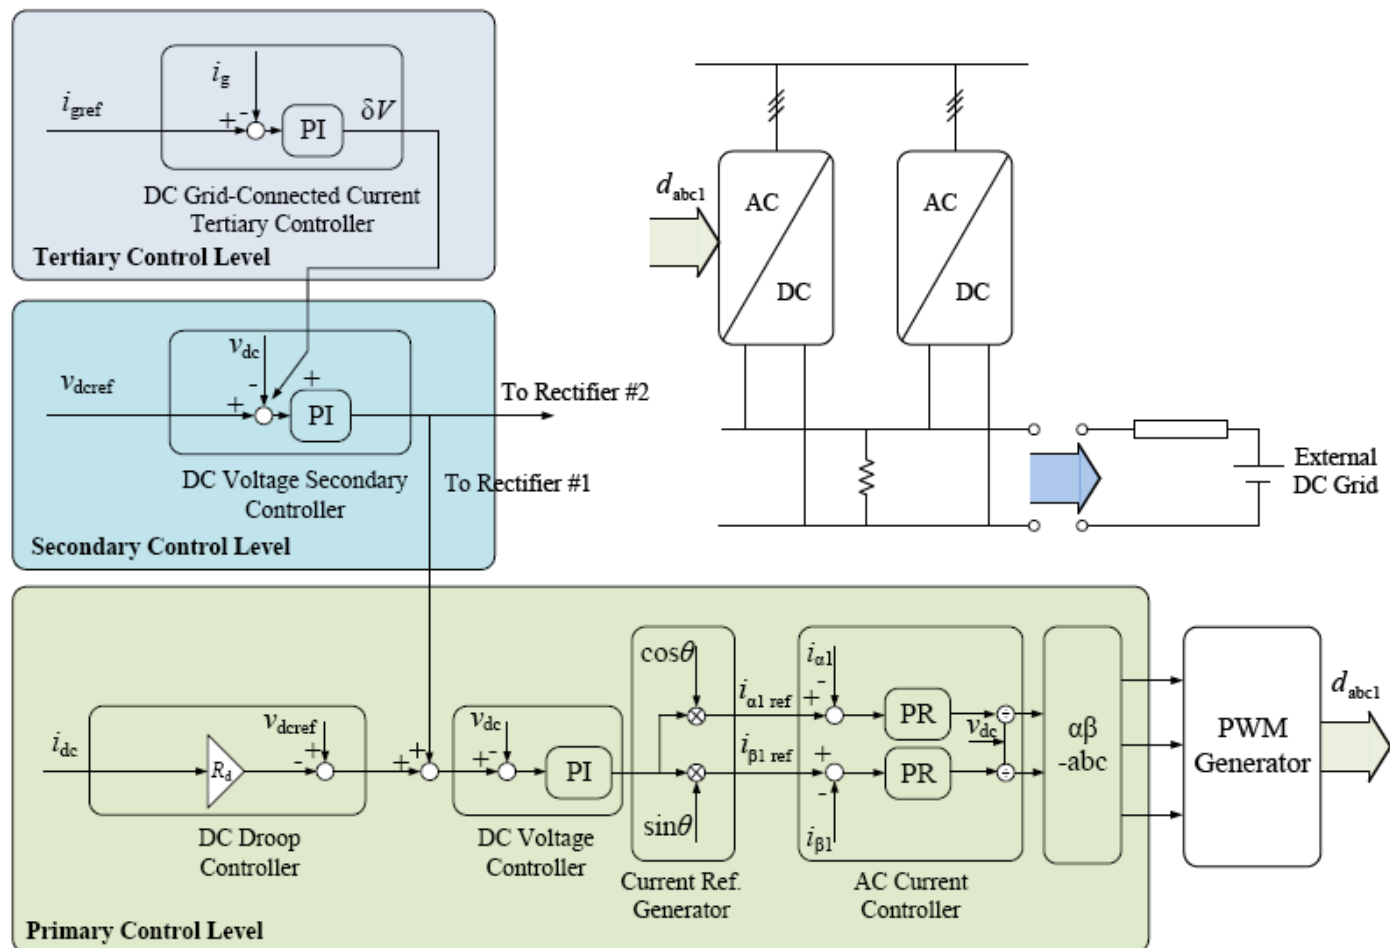 i_g
i_gref
+ -
PI
δV
DC Grid-Connected Current
Tertiary Controller
Tertiary Control Level
v_dc
v_dcref
-
+
+
PI
To Rectifier #2
To Rectifier #1
DC Voltage Secondary
Controller
Secondary Control Level
d_abc1
AC
DC
AC
DC
External
DC Grid
i_dc
R_d
v_dcref
+
-
DC Droop
Controller
+
+
v_dc
-
+
PI
DC Voltage
Controller
cosθ
sinθ
Current Ref.
Generator
i_α1 ref
i_β1 ref
i_α1
-
+
PR
v_dc
÷
+
PR
÷
-
i_β1
AC Current
Controller
αβ
-abc
PWM
Generator
d_abc1
Primary Control Level